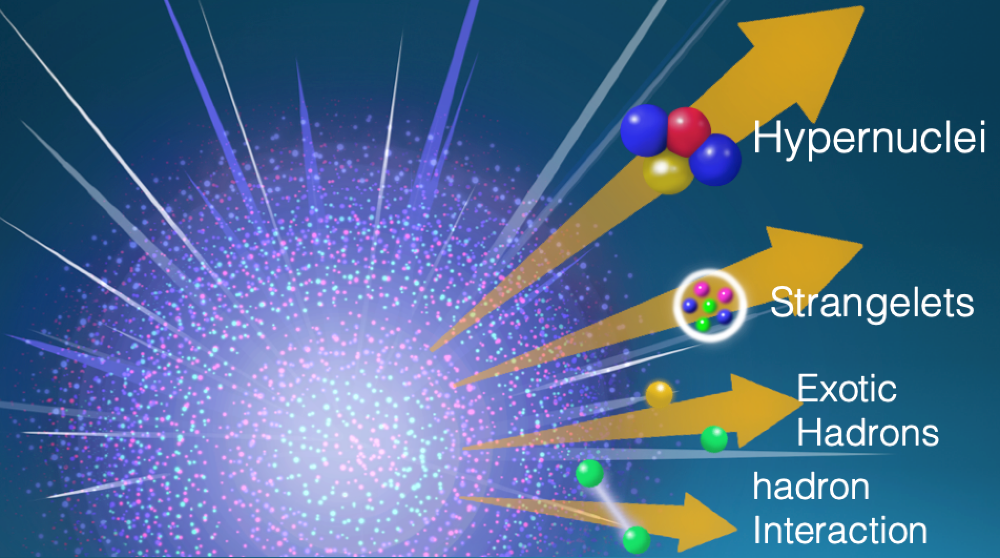 Hypernuclei
Strangelets
Exotic
Hadrons
hadron
Interaction